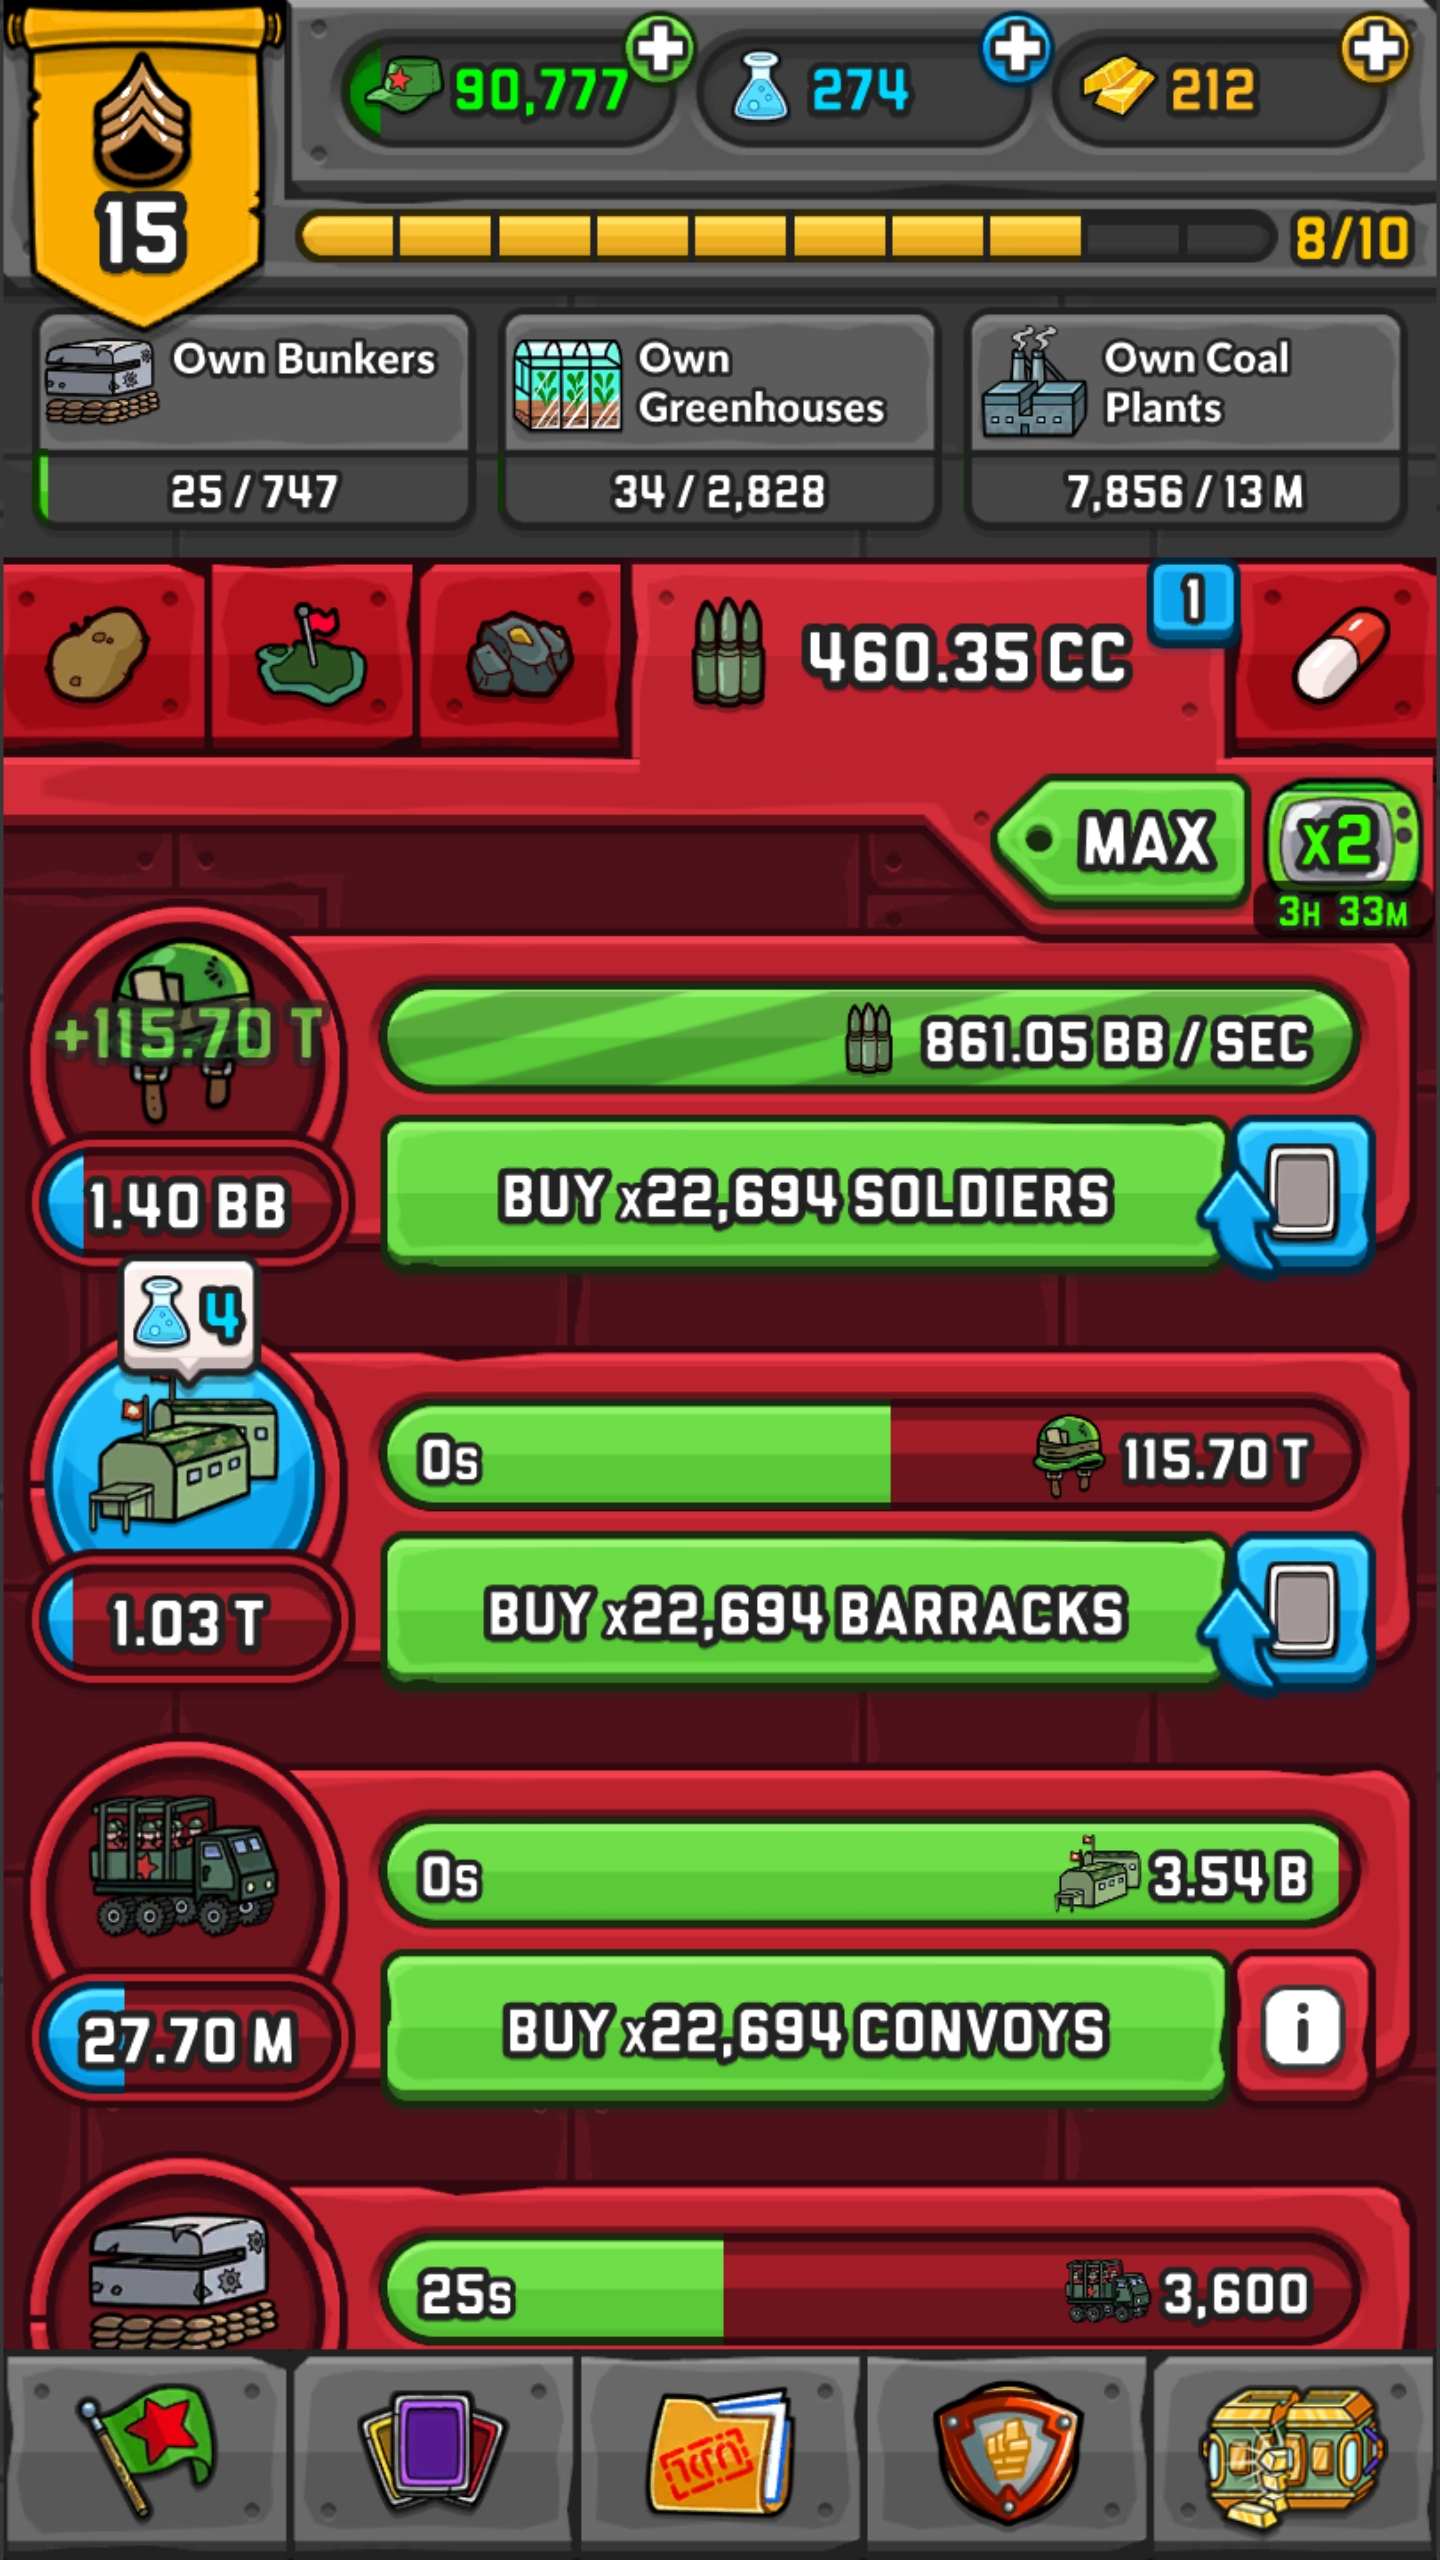 15
90,777
274
212
8/10
Own Bunkers
25 / 747
Own
Greenhouses
34 / 2,828
Own Coal
Plants
7,856 / 13 M
460.35 CC
1
MAX
x2
3H 33M
+115.70 T
861.05 BB / SEC
1.40 BB
BUY x22,694 SOLDIERS
4
0s
115.70 T
1.03 T
BUY x22,694 BARRACKS
0s
3.54 B
27.70 M
BUY x22,694 CONVOYS
i
25s
3,600